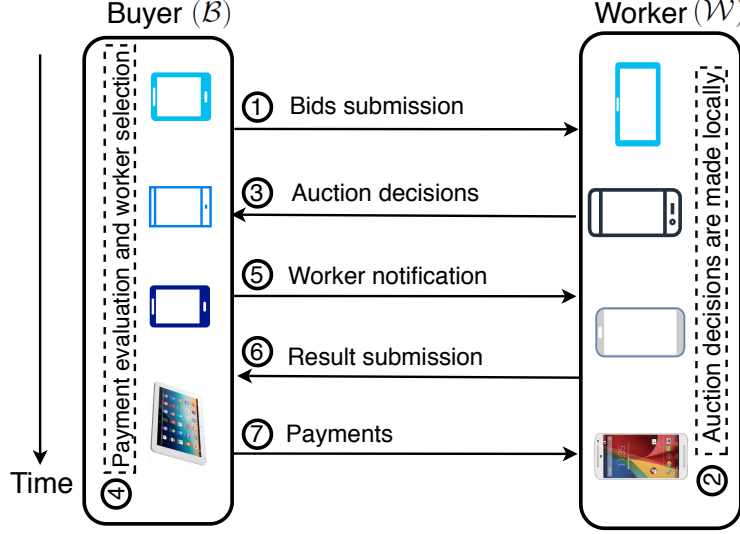 Buyer (B)
Worker (W)
① Bids submission
③ Auction decisions
⑤ Worker notification
⑥ Result submission
⑦ Payments
Time
④ Payment evaluation and worker selection
② Auction decisions are made locally